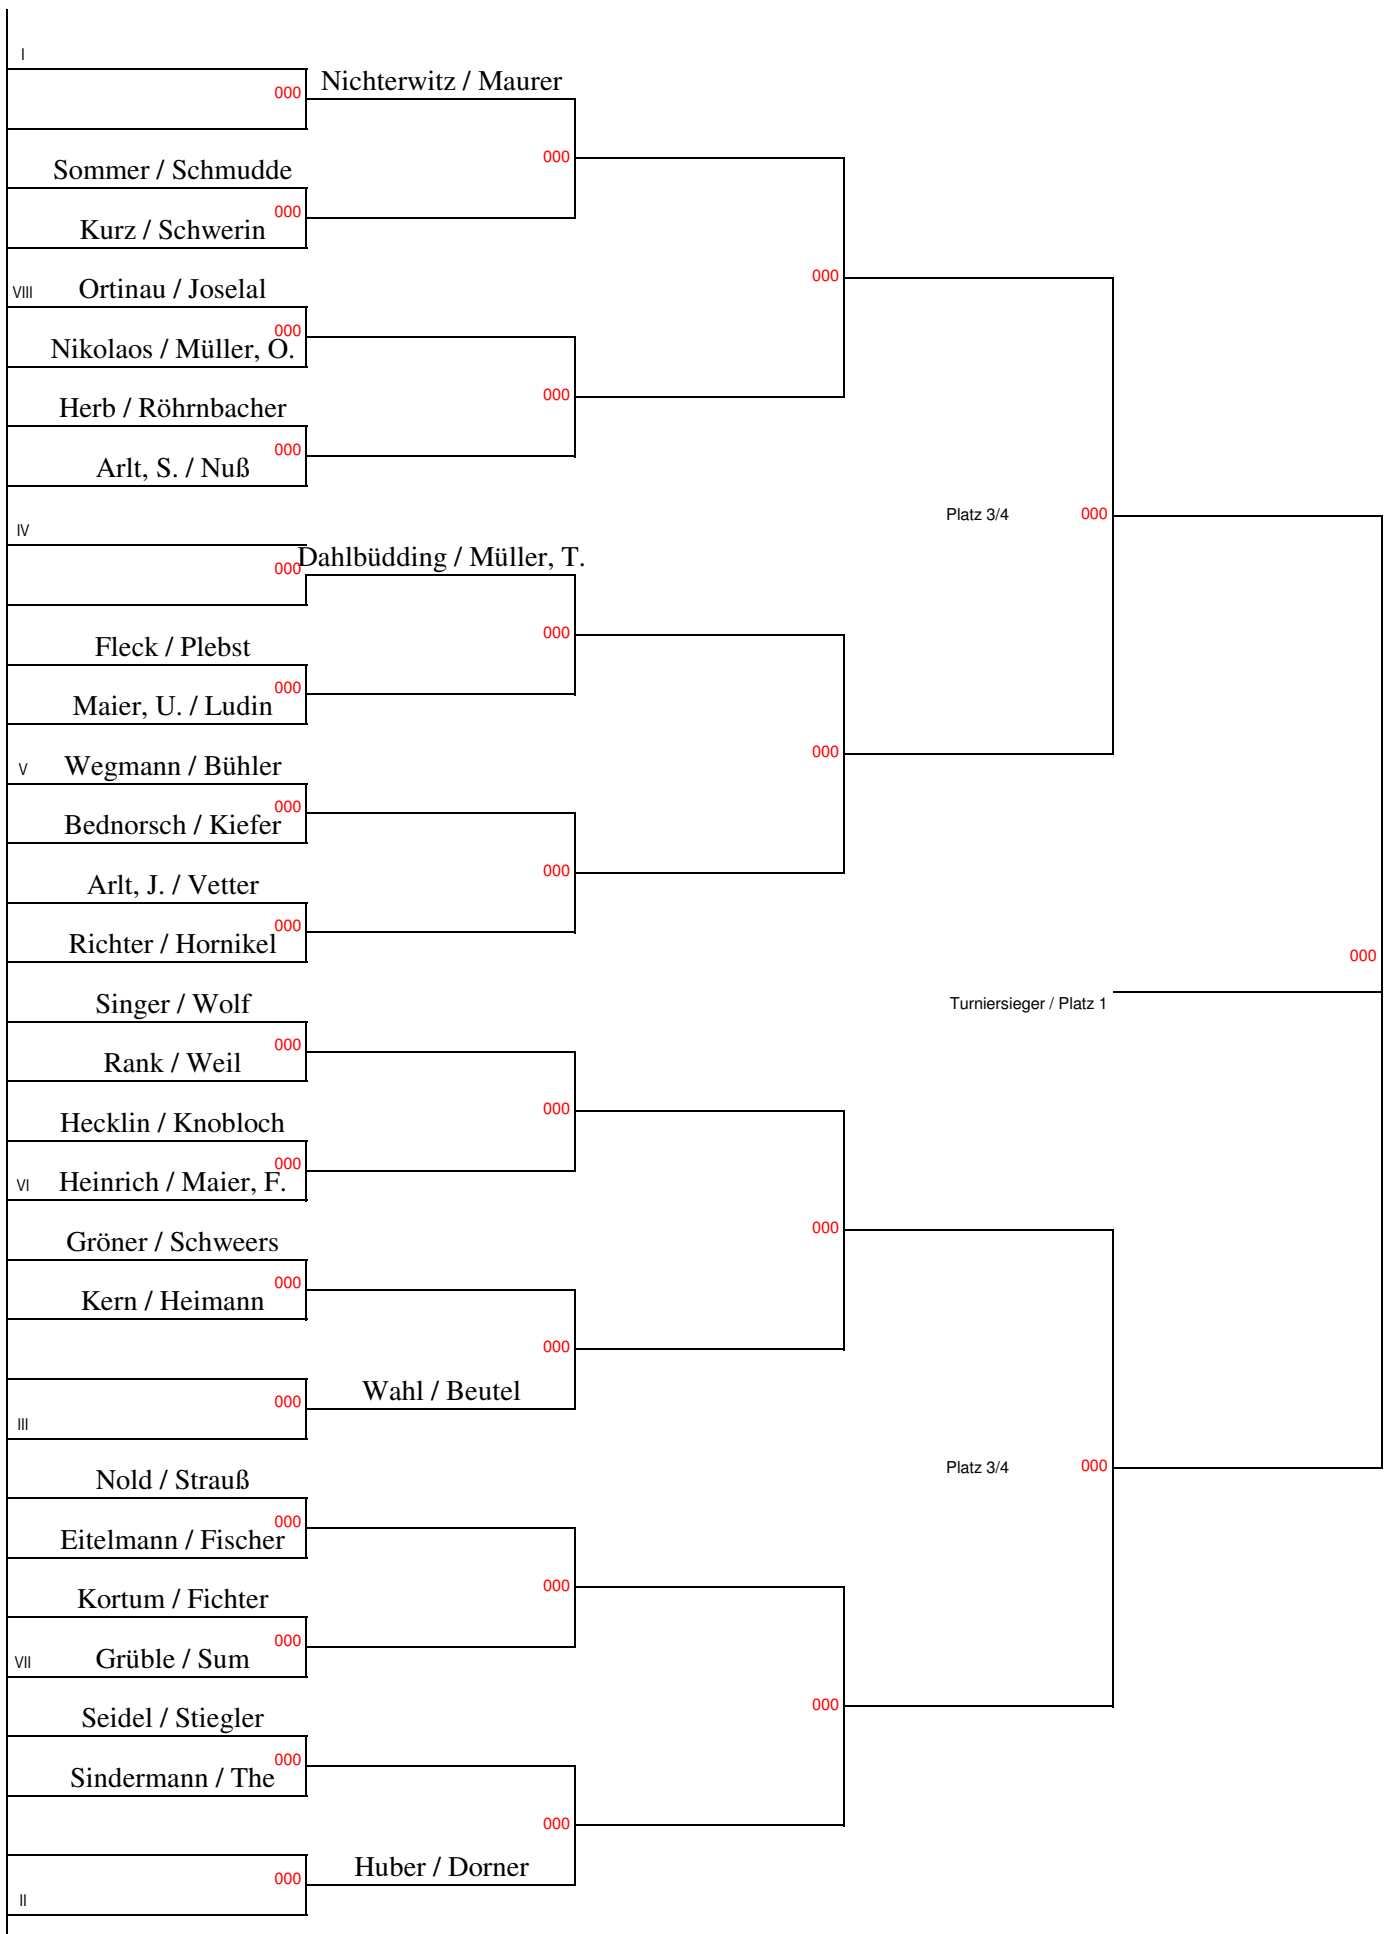 I
000 Nichterwitz / Maurer
000
Sommer / Schmudde
000
Kurz / Schwerin
000
VIII Ortinau / Joselal
000
Nikolaos / Müller, O.
000
Herb / Röhrnbacher
000
Arlt, S. / Nuß
Platz 3/4 000
IV
000 Dahlbüdding / Müller, T.
000
Fleck / Plebst
000
Maier, U. / Ludin
000
V Wegmann / Bühler
000
Bednorsch / Kiefer
000
Arlt, J. / Vetter
000
Richter / Hornikel
000
Singer / Wolf
Turniersieger / Platz 1
000
Rank / Weil
000
Hecklin / Knobloch
000
VI Heinrich / Maier, F.
000
Gröner / Schweers
000
Kern / Heimann
000
Wahl / Beutel
000
III
Platz 3/4 000
Nold / Strauß
000
Eitelmann / Fischer
000
Kortum / Fichter
000
VII Grüble / Sum
000
Seidel / Stiegler
000
Sindermann / The
000
Huber / Dorner
000
II